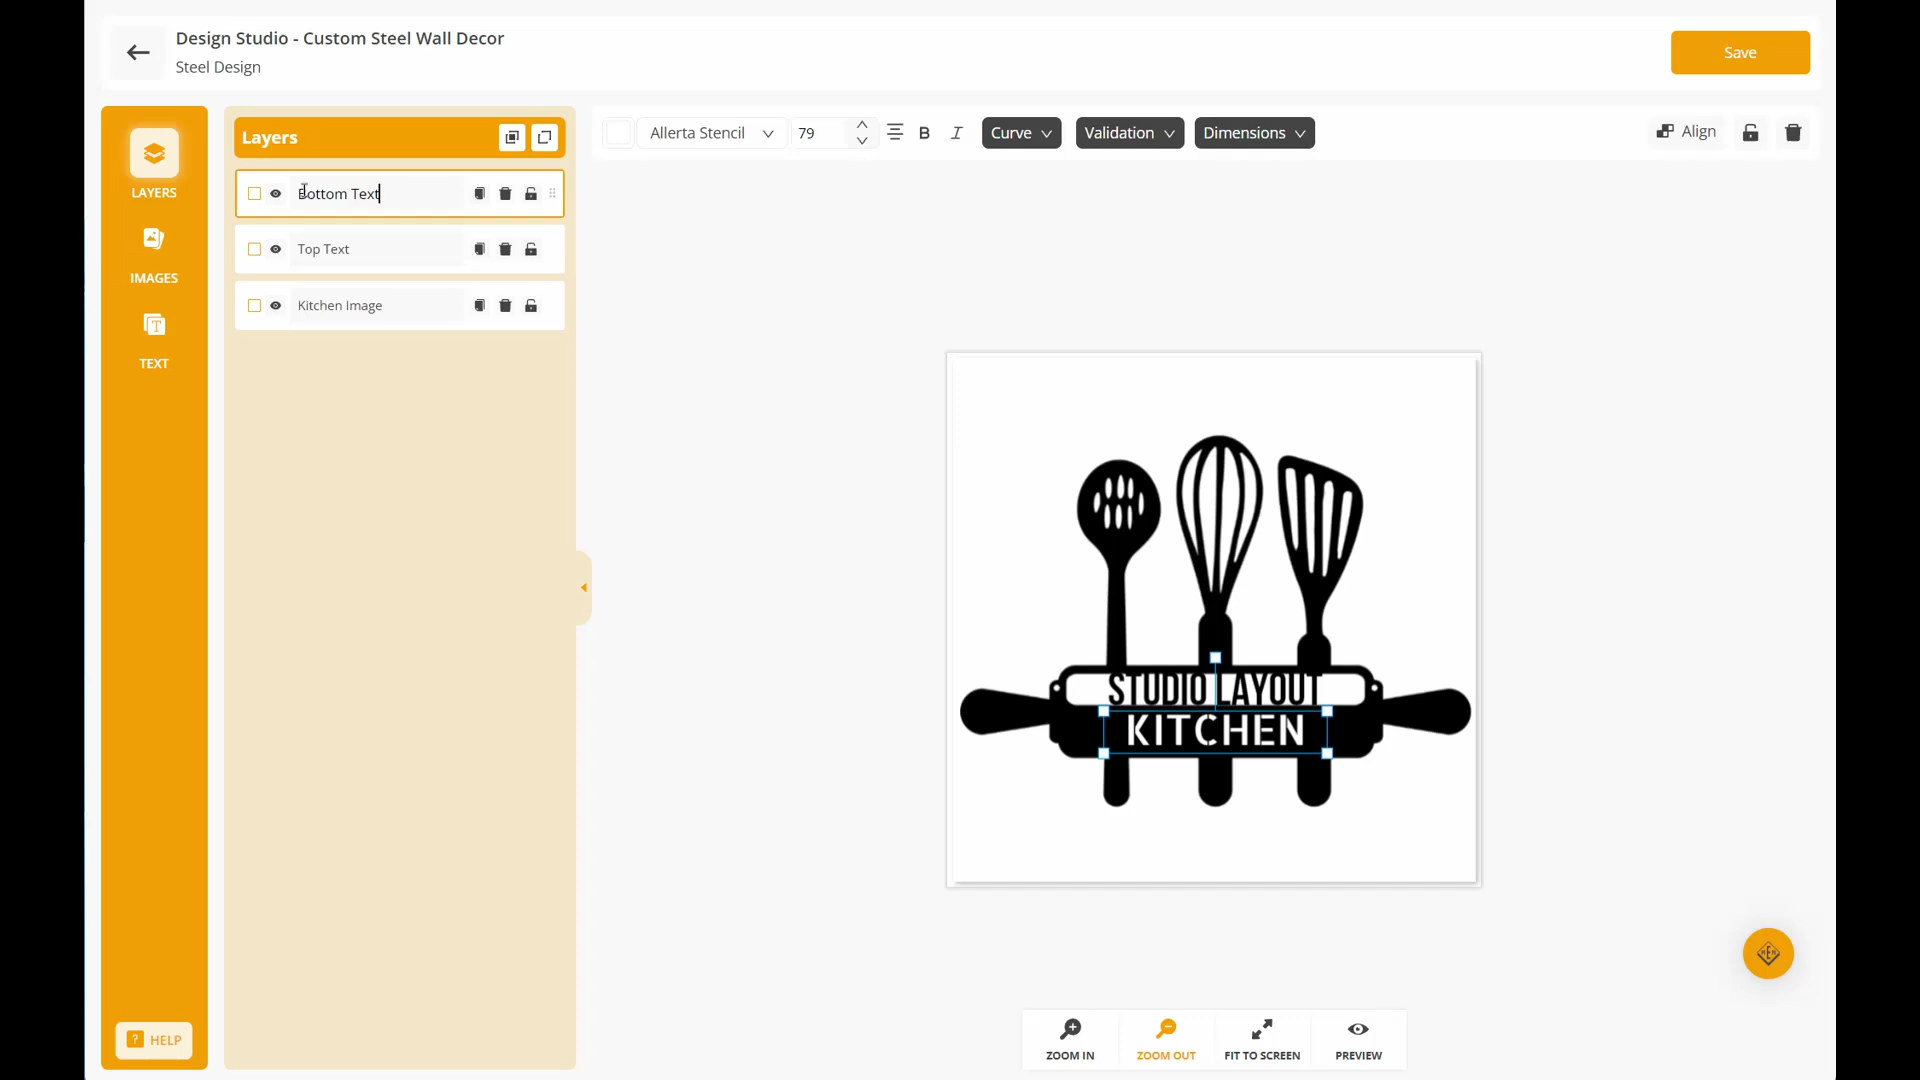 Design Studio - Custom Steel Wall Decor
Steel Design
Save
LAYERS
IMAGES
TEXT
? HELP
Layers
Bottom Text
Top Text
Kitchen Image
Allerta Stencil
79
B
I
Curve
Validation
Dimensions
Align
STUDIO LAYOUT
KITCHEN
ZOOM IN
ZOOM OUT
FIT TO SCREEN
PREVIEW